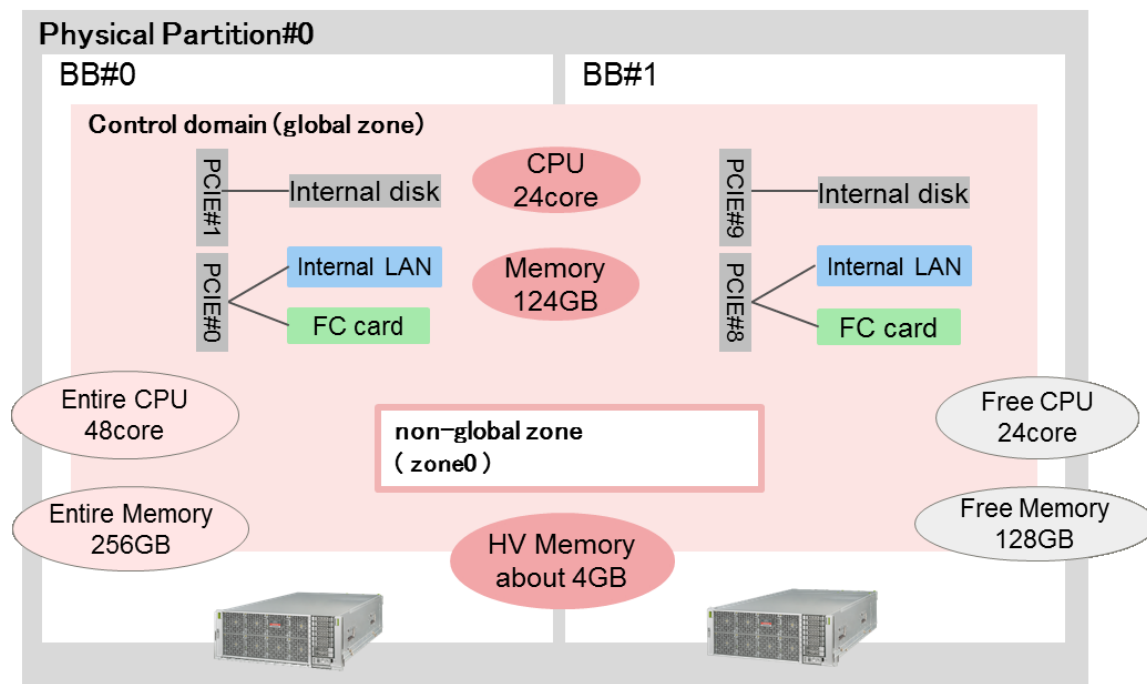 Physical Partition#0
BB#0
BB#1
Control domain(global zone)
PCIE#1
Internal disk
CPU
24core
PCIE#9
Internal disk
PCIE#0
Internal LAN
FC card
Memory
124GB
PCIE#8
Internal LAN
FC card
Entire CPU
48core
non-global zone
(zone0)
Free CPU
24core
Entire Memory
256GB
Free Memory
128GB
HV Memory
about 4GB